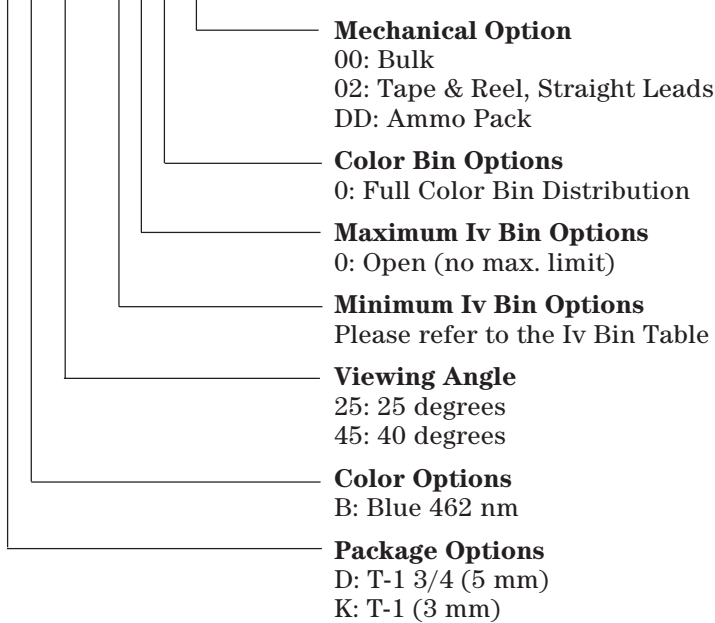 Mechanical Option
00: Bulk
02: Tape & Reel, Straight Leads
DD: Ammo Pack
Color Bin Options
0: Full Color Bin Distribution
Maximum Iv Bin Options
0: Open (no max. limit)
Minimum Iv Bin Options
Please refer to the Iv Bin Table
Viewing Angle
25: 25 degrees
45: 40 degrees
Color Options
B: Blue 462 nm
Package Options
D: T-1 3/4 (5 mm)
K: T-1 (3 mm)